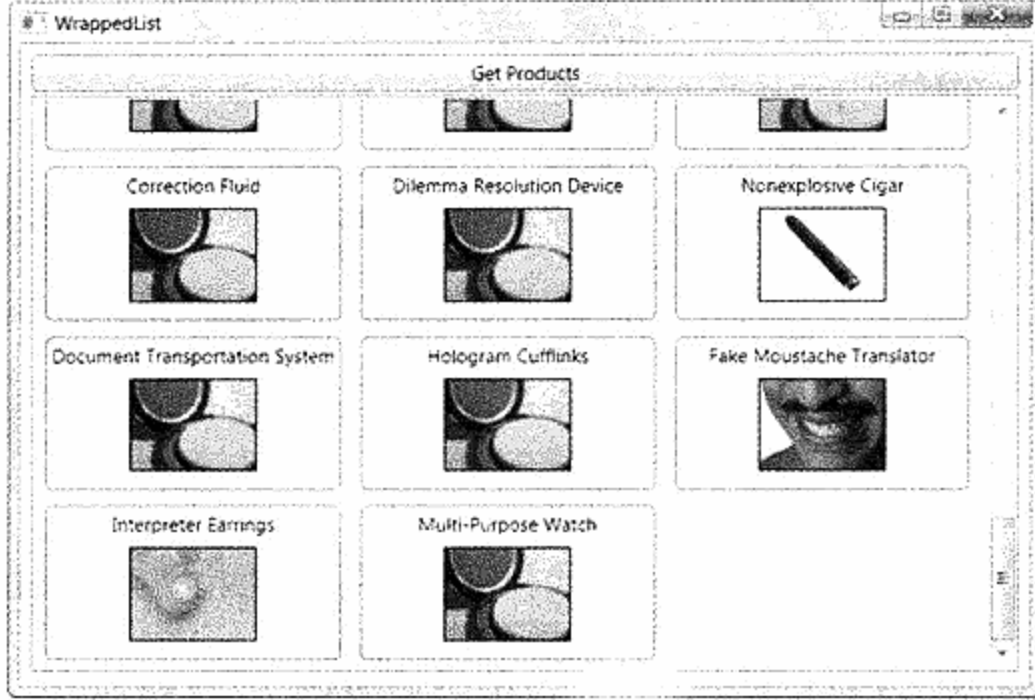 WrappedList
Get Products
Correction Fluid
Dilemma Resolution Device
Nonexplosive Cigar
Document Transportation System
Hologram Cufflinks
Fake Moustache Translator
Interpreter Earrings
Multi-Purpose Watch